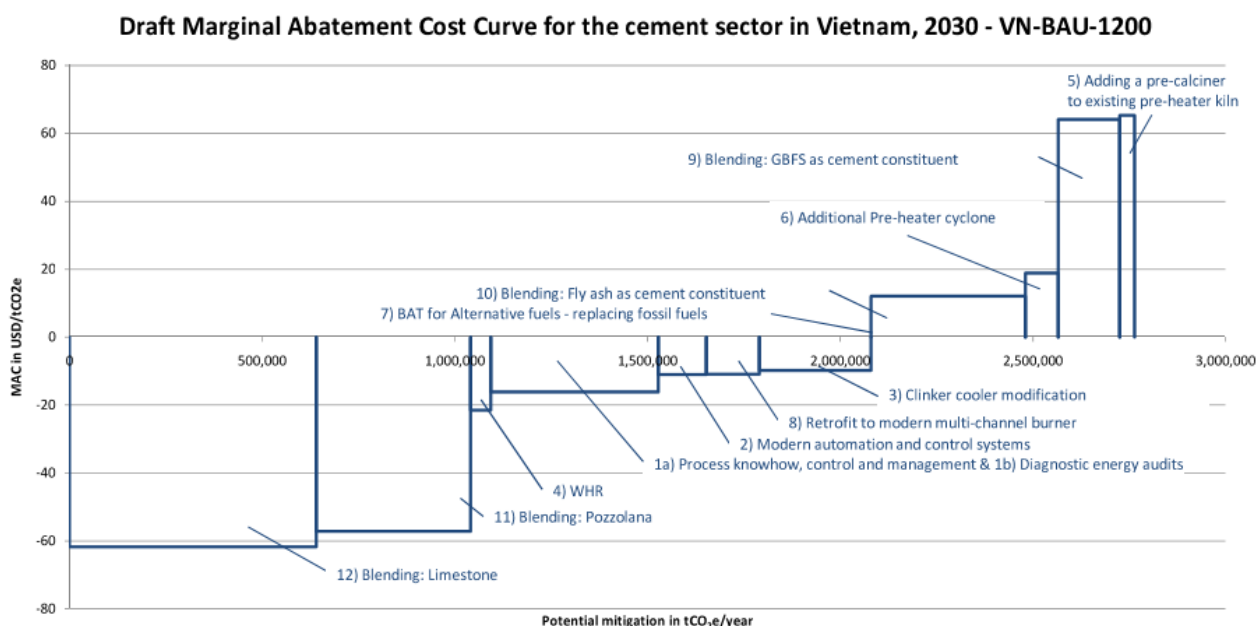 Draft Marginal Abatement Cost Curve for the cement sector in Vietnam, 2030 - VN-BAU-1200
80
5) Adding a pre-calciner
to existing pre-heater kiln
60
9) Blending: GBFS as cement constituent
40
6) Additional Pre-heater cyclone
20
10) Blending: Fly ash as cement constituent
7) BAT for Alternative fuels - replacing fossil fuels
0
MAC in USD/tCO2e
0 500,000 1,000,000 1,500,000 2,000,000 2,500,000 3,000,000
3) Clinker cooler modification
-20
8) Retrofit to modern multi-channel burner
2) Modern automation and control systems
1a) Process knowhow, control and management & 1b) Diagnostic energy audits
-40
4) WHR
11) Blending: Pozzolana
-60
12) Blending: Limestone
-80
Potential mitigation in tCO₂e/year